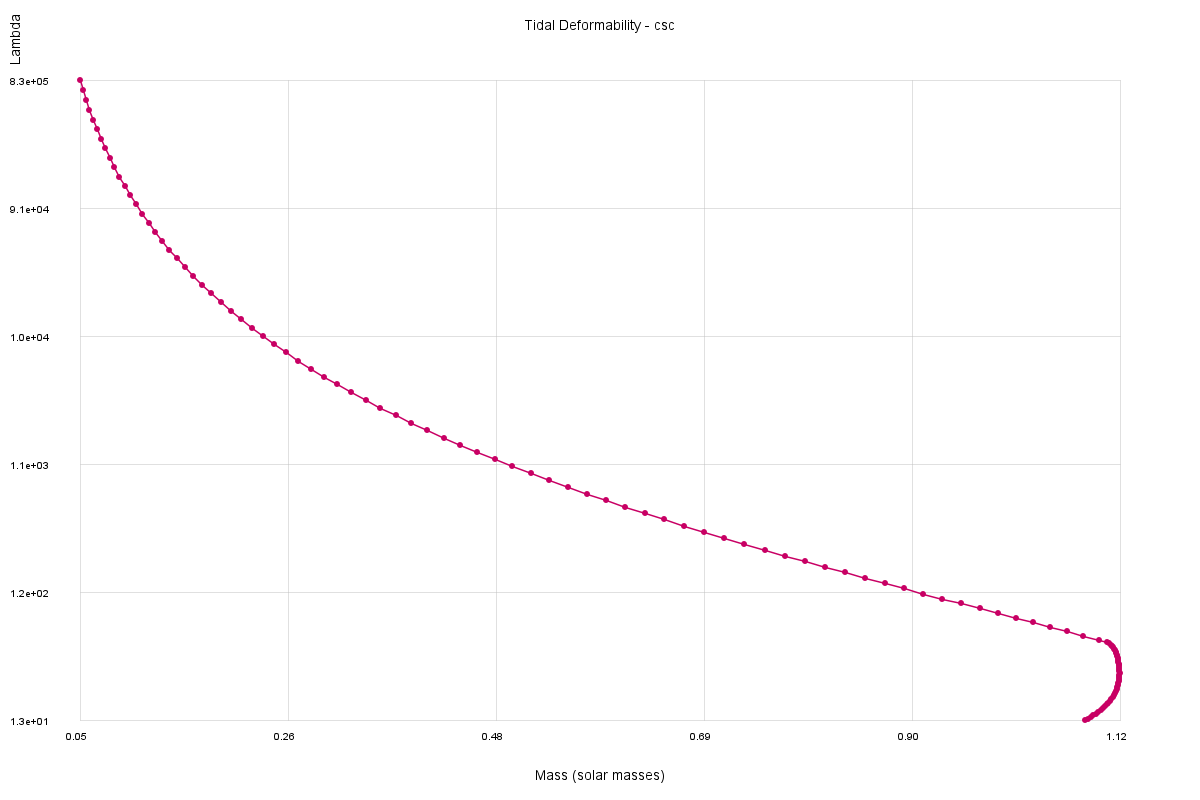 Tidal Deformability - csc
Lambda
8.3e+05
9.1e+04
1.0e+04
1.1e+03
1.2e+02
1.3e+01
0.05
0.26
0.48
0.69
0.90
1.12
Mass (solar masses)